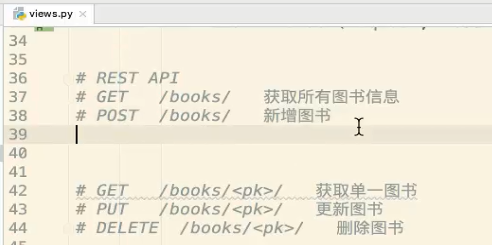 views.py
34
35
36 # REST API
37 # GET /books/ 获取所有图书信息
38 # POST /books/ 新增图书
39
40
41
42 # GET /books/<pk>/ 获取单一图书
43 # PUT /books/<pk>/ 更新图书
44 # DELETE /books/<pk>/ 删除图书